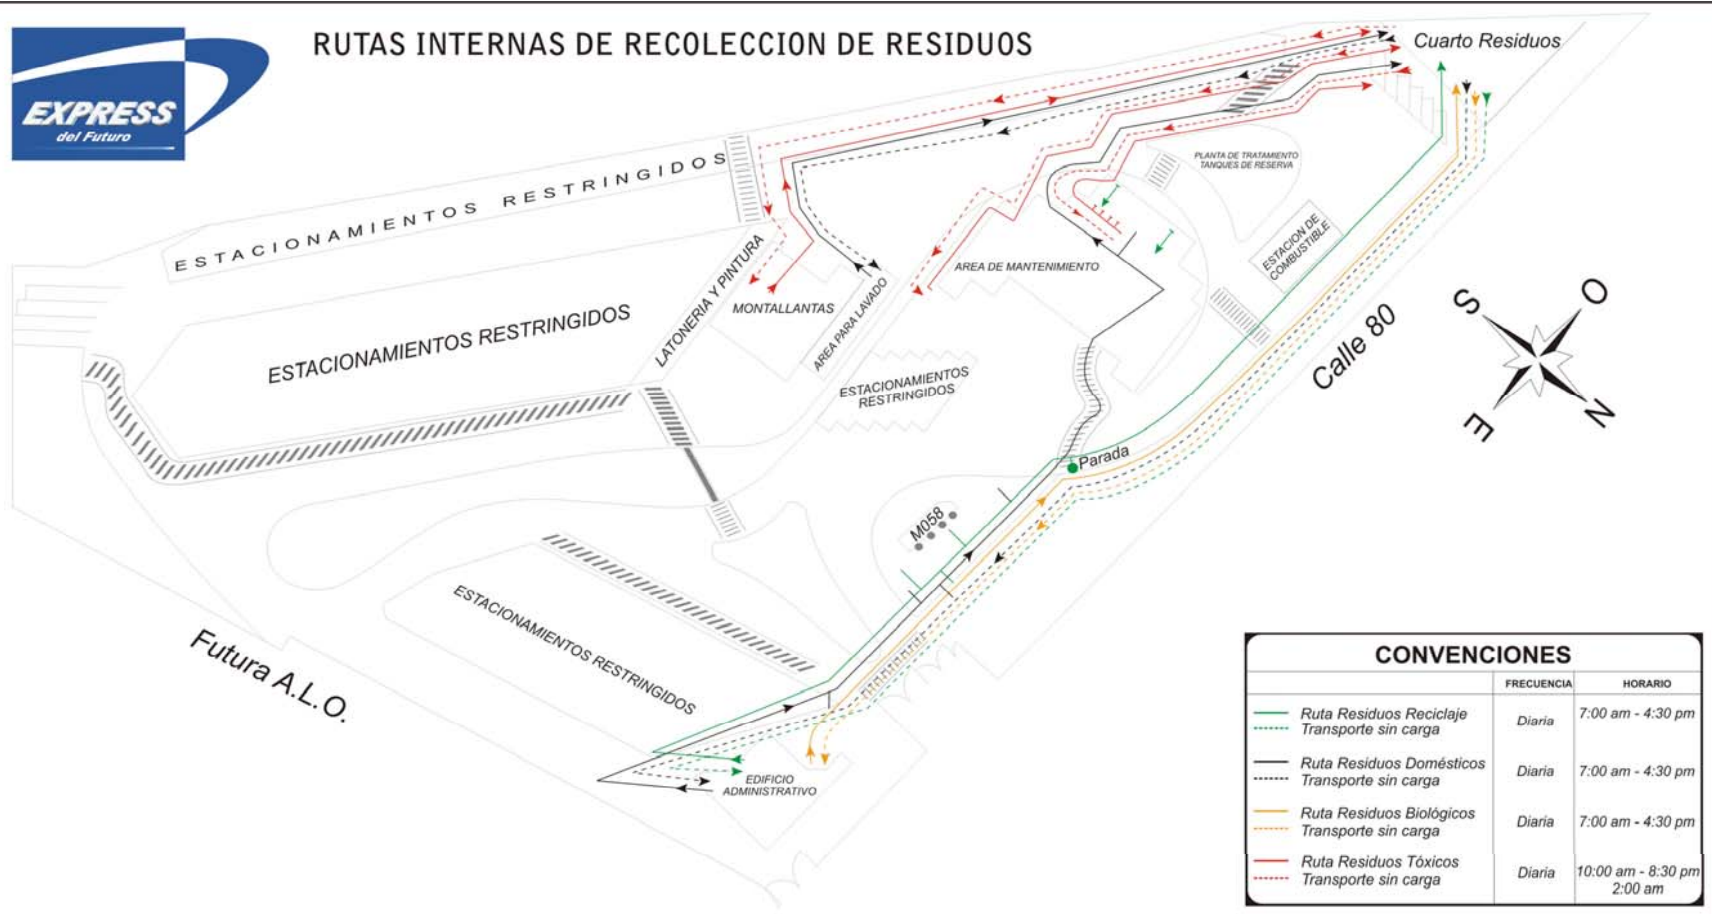 RUTAS INTERNAS DE RECOLECCION DE RESIDUOS
EXPRESS
del Futuro
Cuarto Residuos
ESTACIONAMIENTOS RESTRINGIDOS
PLANTA DE TRATAMIENTO
TANQUES DE RESERVA
ESTACION DE
COMBUSTIBLE
AREA DE MANTENIMIENTO
LATONERIA Y PINTURA
MONTALLANTAS
AREA PARA LAVADO
ESTACIONAMIENTOS RESTRINGIDOS
ESTACIONAMIENTOS
RESTRINGIDOS
Calle 80
S
O
E
N
Parada
M058
ESTACIONAMIENTOS RESTRINGIDOS
Futura A.L.O.
EDIFICIO
ADMINISTRATIVO
CONVENCIONES
FRECUENCIA HORARIO
Ruta Residuos Reciclaje
Transporte sin carga
Diaria
7:00 am - 4:30 pm
Ruta Residuos Domésticos
Transporte sin carga
Diaria
7:00 am - 4:30 pm
Ruta Residuos Biológicos
Transporte sin carga
Diaria
7:00 am - 4:30 pm
Ruta Residuos Tóxicos
Transporte sin carga
Diaria
10:00 am - 8:30 pm
2:00 am